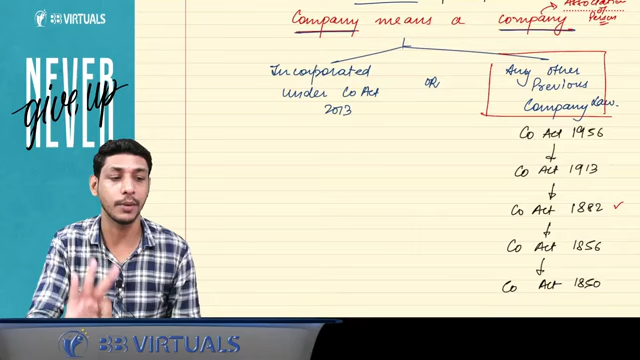 BB VIRTUALS
NEVER
give up
NEVER
Association
of
Person
Company means a company
Incorporated
under Co Act
2013
OR
Any other
Previous
Company Law.
Co Act 1956
Co Act 1913
Co Act 1882
Co Act 1856
Co Act 1850
BB VIRTUALS